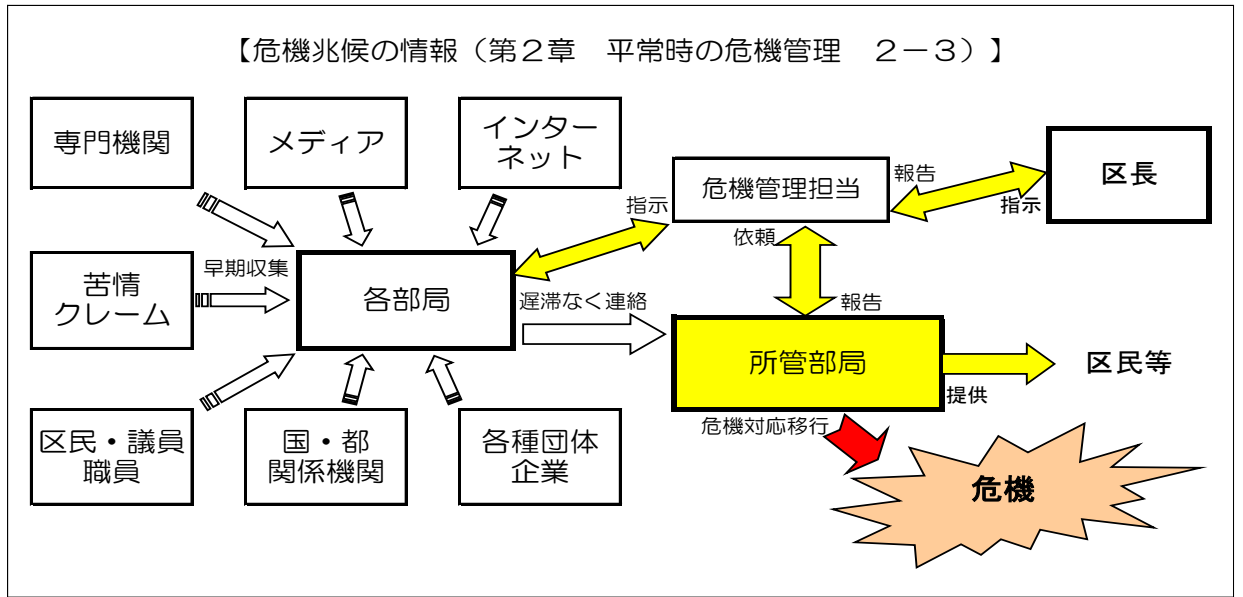 【危機兆候の情報（第２章　平常時の危機管理　２－３）】
専門機関
メディア
インター
ネット
危機管理担当
報告
指示
区長
指示
依頼
苦情
クレーム
早期収集
各部局
遅滞なく連絡
報告
所管部局
提供
区民等
危機対応移行
区民・議員
職員
国・都
関係機関
各種団体
企業
危機